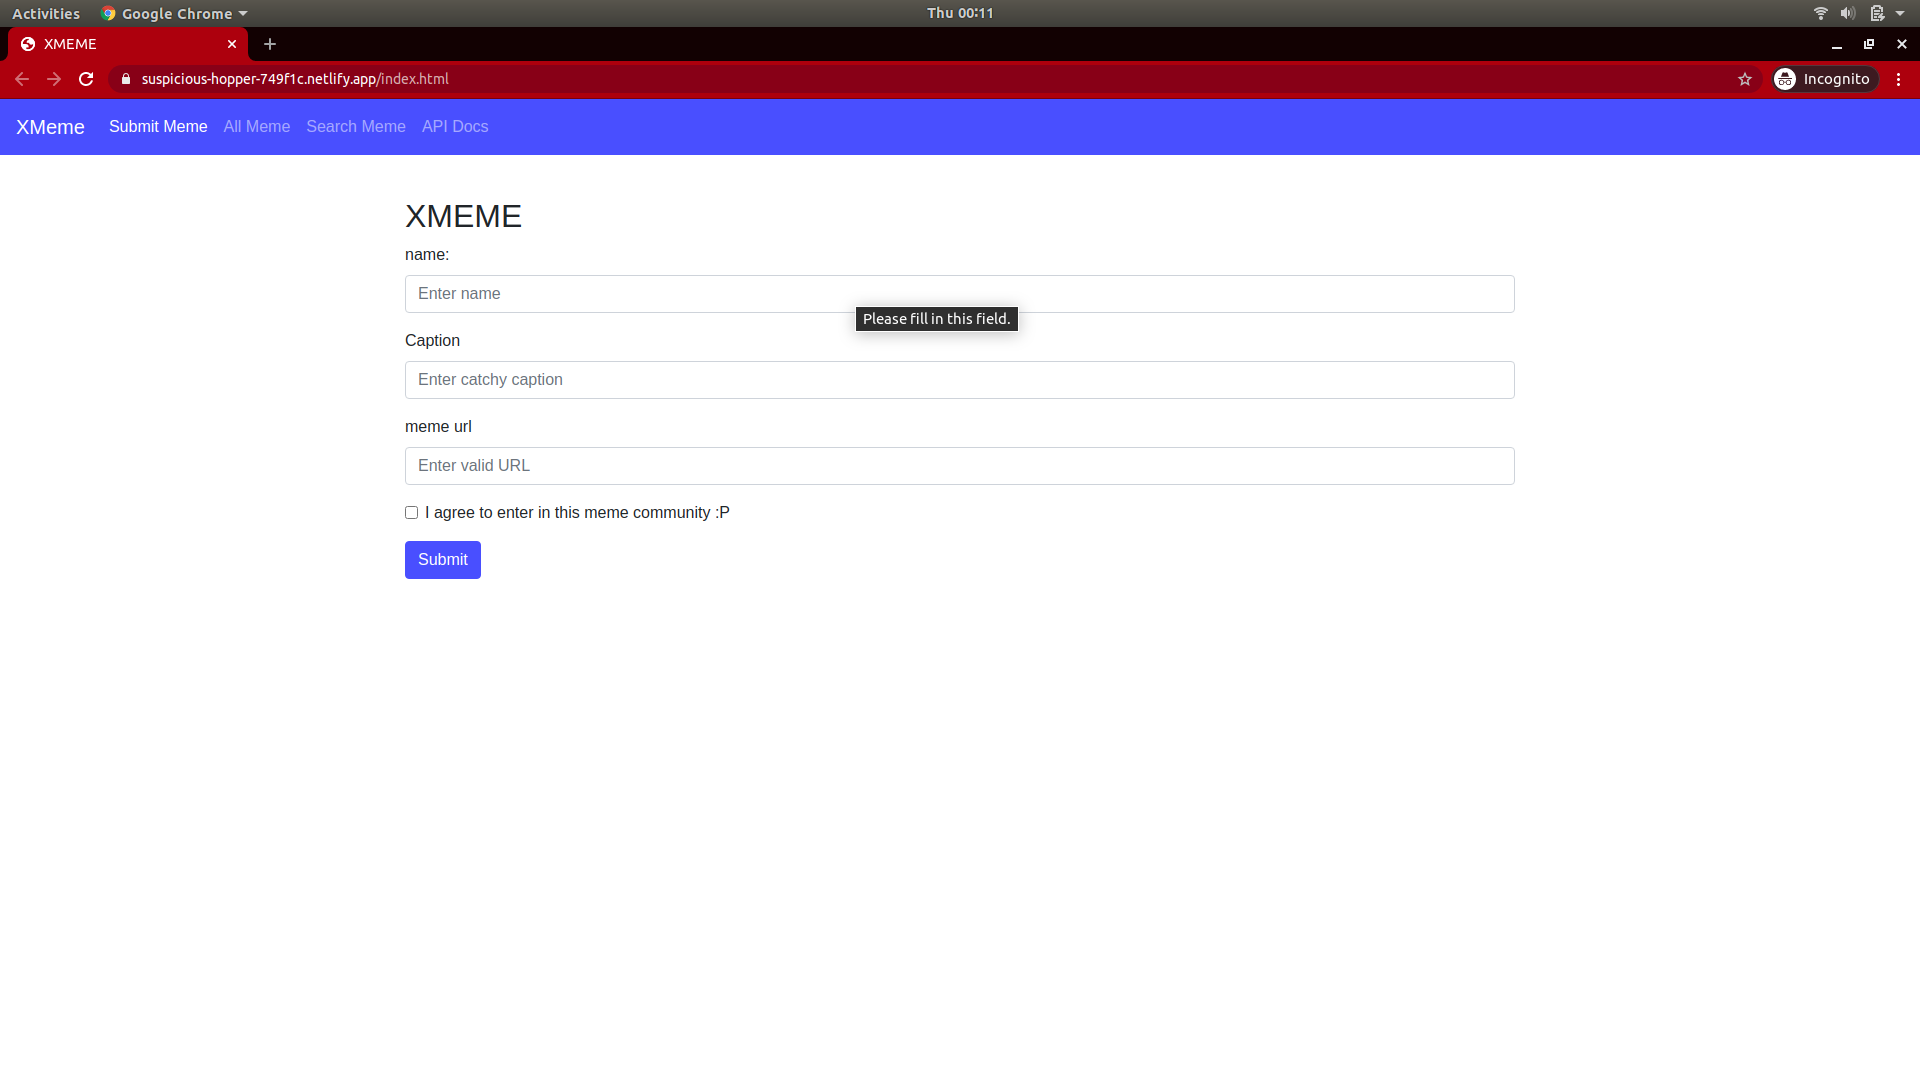 Activities Google Chrome Thu 00:11
XMEME
suspicious-hopper-749f1c.netlify.app/index.html Incognito
XMeme Submit Meme All Meme Search Meme API Docs
XMEME
name:
Enter name
Please fill in this field.
Caption
Enter catchy caption
meme url
Enter valid URL
I agree to enter in this meme community :P
Submit